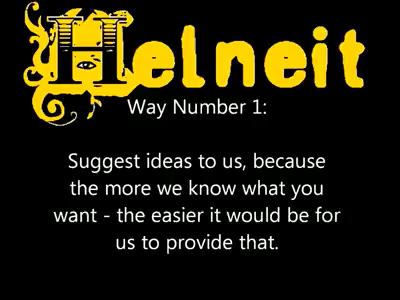 Helneit
Way Number 1:
Suggest ideas to us, because
the more we know what you
want - the easier it would be for
us to provide that.